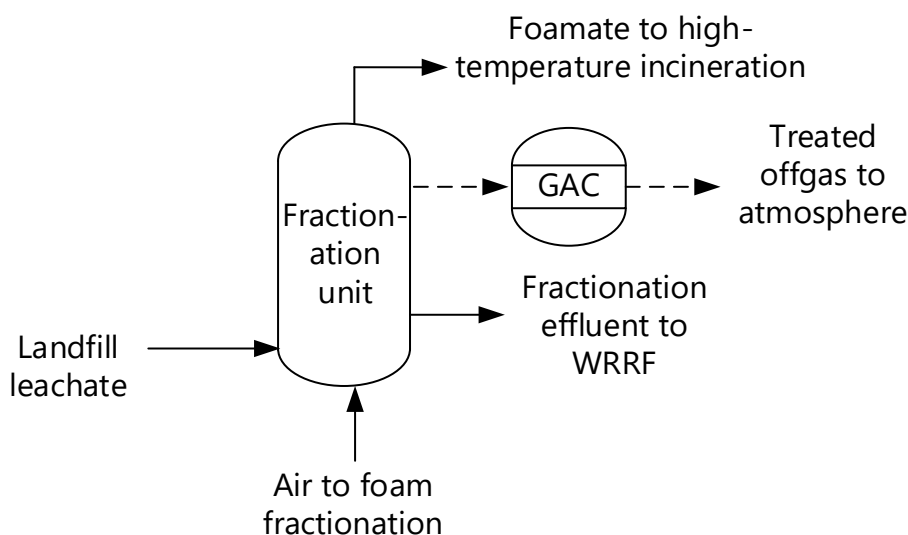 Foamate to high-
temperature incineration
Treated
offgas to
atmosphere
GAC
Fraction-
ation
unit
Fractionation
effluent to
WRRF
Landfill
leachate
Air to foam
fractionation